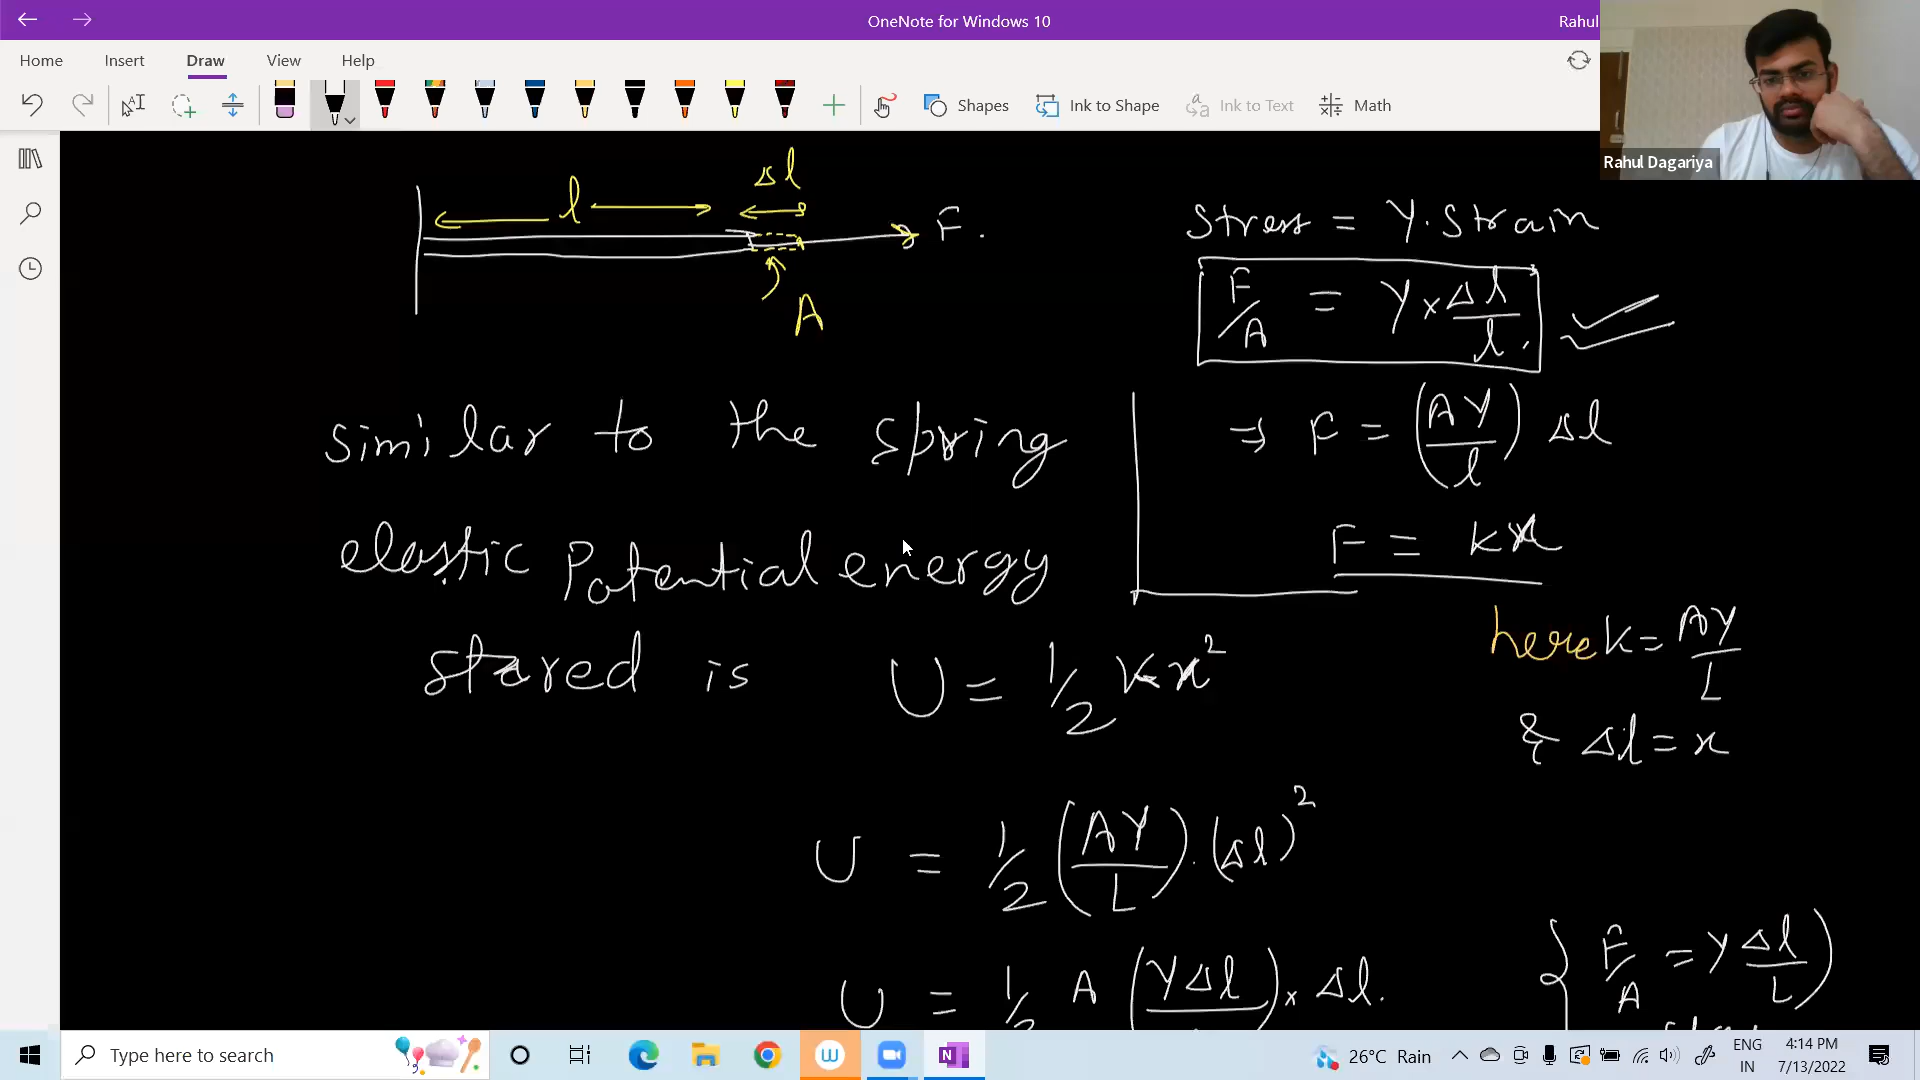 OneNote for Windows 10
Rahul
Home Insert Draw View Help
Shapes Ink to Shape Ink to Text Math
Rahul Dagariya
l
Δl
F.
A
Stress = Y. Strain
F/A = Y × Δl/l.
⇒ F = (AY/l) Δl
F = kx
similar to the spring
elastic Potential energy
stored is U = 1/2 kx²
here k = AY/L
& Δl = x
U = 1/2 (AY/L) . (Δl)²
U = 1/2 A (YΔl) × Δl.
{ F/A = Y Δl/L )
Type here to search
26°C Rain
ENG
IN
4:14 PM
7/13/2022